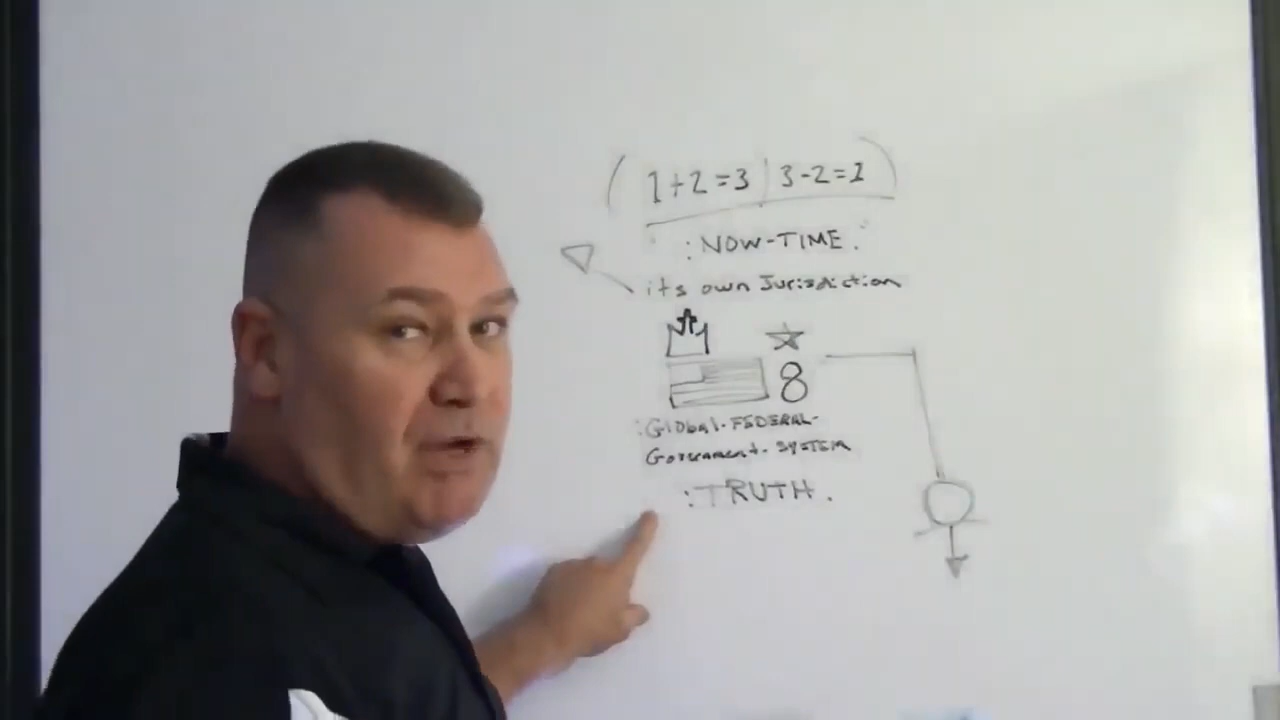 ( 1+2=3 | 3-2=1 )
:NOW-TIME.
its own Jurisdiction
8
:Global-FEDERAL-
Government-SYSTEM
:TRUTH.